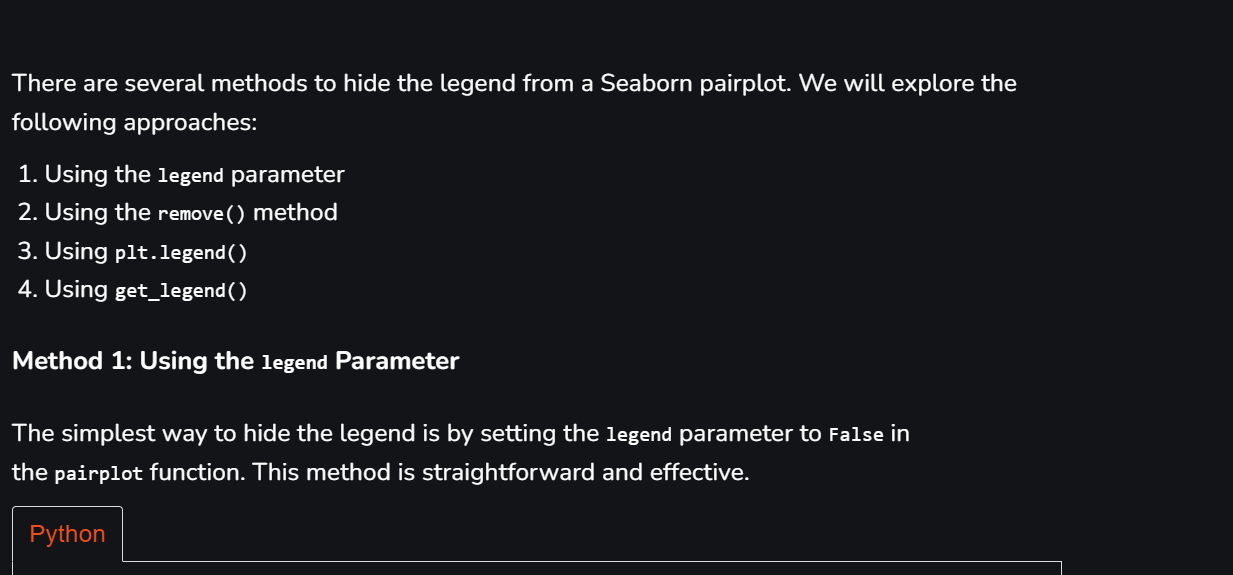 There are several methods to hide the legend from a Seaborn pairplot. We will explore the
following approaches:
1. Using the legend parameter
2. Using the remove() method
3. Using plt.legend()
4. Using get_legend()
Method 1: Using the legend Parameter
The simplest way to hide the legend is by setting the legend parameter to False in
the pairplot function. This method is straightforward and effective.
Python